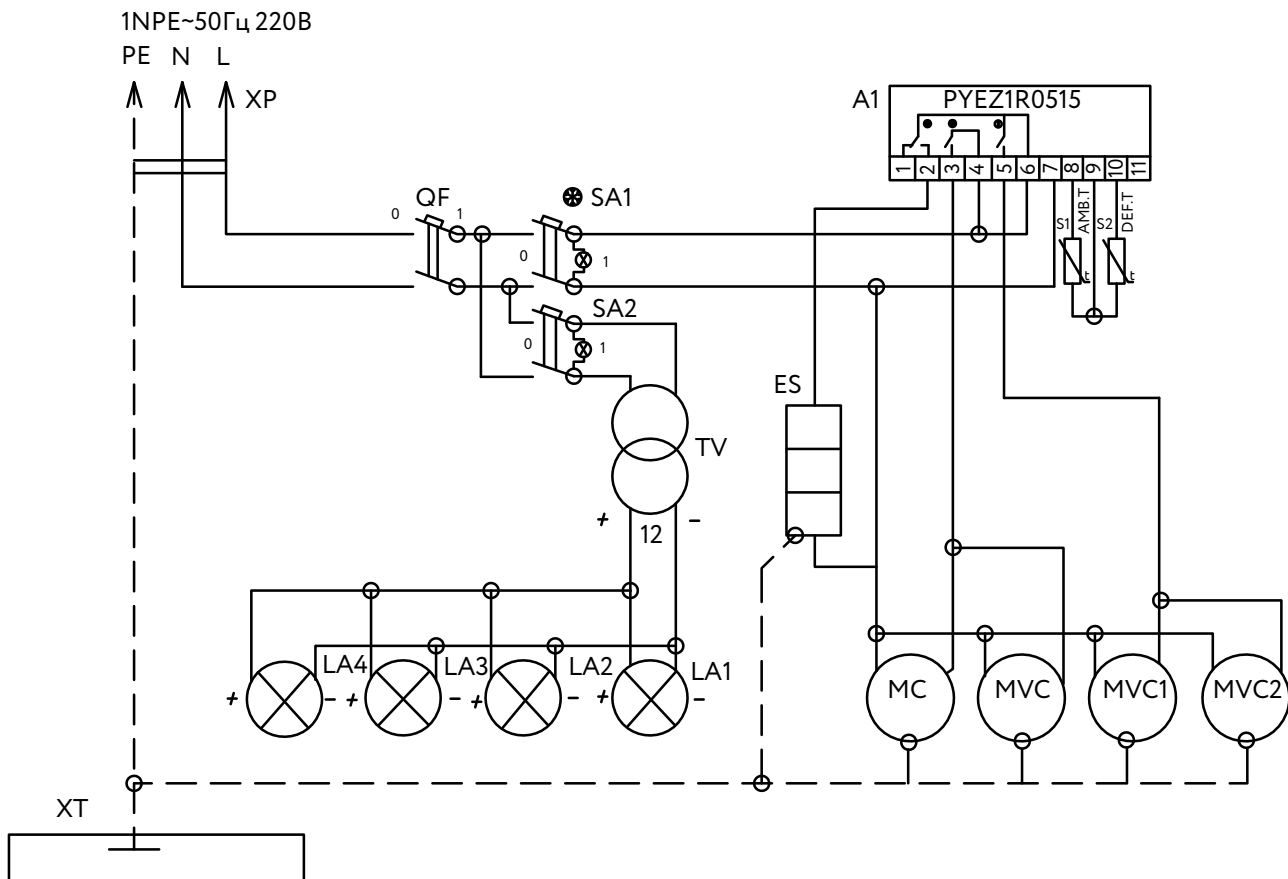 1NPE~50Гц 220В
PE N L
XP
A1 PYEZ1R0515
1 2 3 4 5 6 7 8 9 10 11
S1 AMB.T S2 DEF.T
t t
QF
0 1
SA1
0 1
SA2
0 1
ES
TV
+ 12 -
LA4 LA3 LA2 LA1
+ - + - + - + -
MC MVC MVC1 MVC2
XT